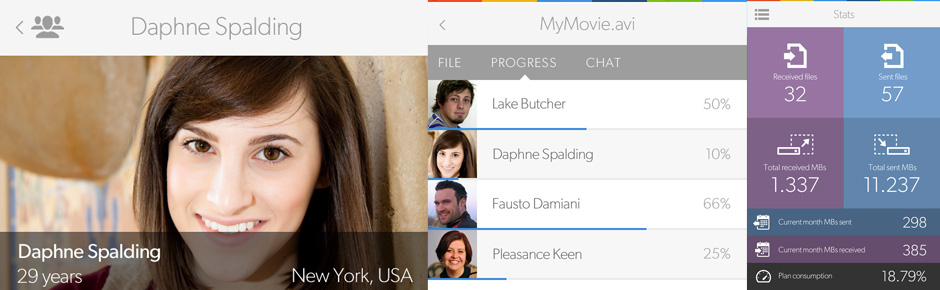 Daphne Spalding
Daphne Spalding
29 years
New York, USA
MyMovie.avi
FILE
PROGRESS
CHAT
Lake Butcher
50%
Daphne Spalding
10%
Fausto Damiani
66%
Pleasance Keen
25%
Stats
Received files
32
Sent files
57
Total received MBs
1.337
Total sent MBs
11.237
Current month MBs sent
298
Current month MBs received
385
Plan consumption
18.79%